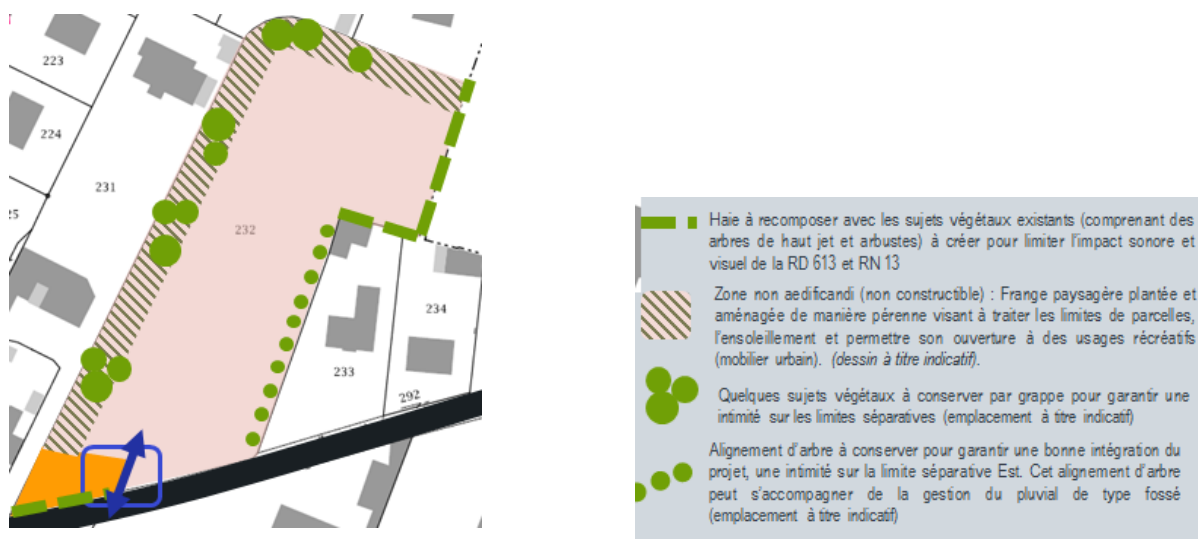 223
224
25
231
232
233
234
292
Haie à recomposer avec les sujets végétaux existants (comprenant des
arbres de haut jet et arbustes) à créer pour limiter l'impact sonore et
visuel de la RD 613 et RN 13
Zone non aedificandi (non constructible) : Frange paysagère plantée et
aménagée de manière pérenne visant à traiter les limites de parcelles,
l'ensoleillement et permettre son ouverture à des usages récréatifs
(mobilier urbain). (dessin à titre indicatif).
Quelques sujets végétaux à conserver par grappe pour garantir une
intimité sur les limites séparatives (emplacement à titre indicatif)
Alignement d'arbre à conserver pour garantir une bonne intégration du
projet, une intimité sur la limite séparative Est. Cet alignement d'arbre
peut s'accompagner de la gestion du pluvial de type fossé
(emplacement à titre indicatif)